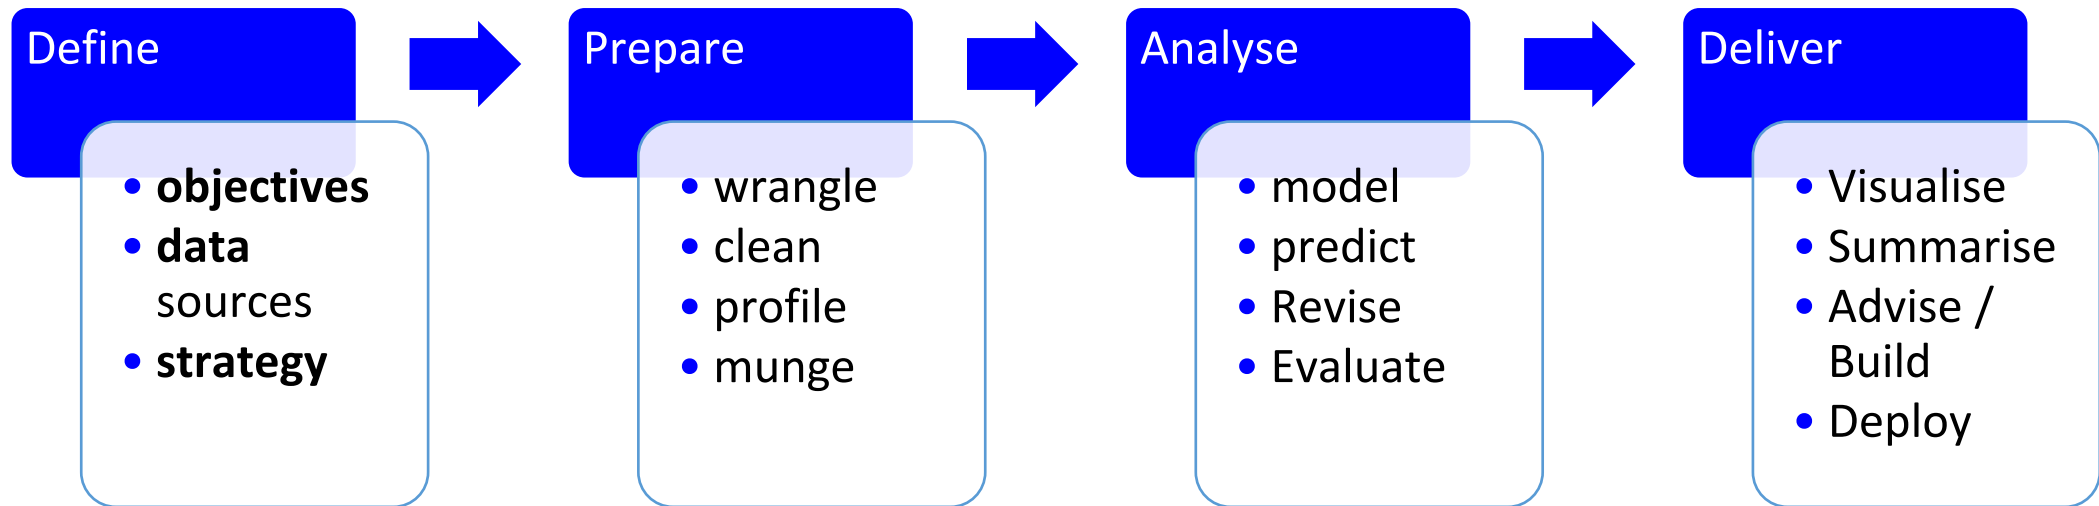 Define
• objectives
• data
sources
• strategy
Prepare
• wrangle
• clean
• profile
• munge
Analyse
• model
• predict
• Revise
• Evaluate
Deliver
• Visualise
• Summarise
• Advise /
Build
• Deploy